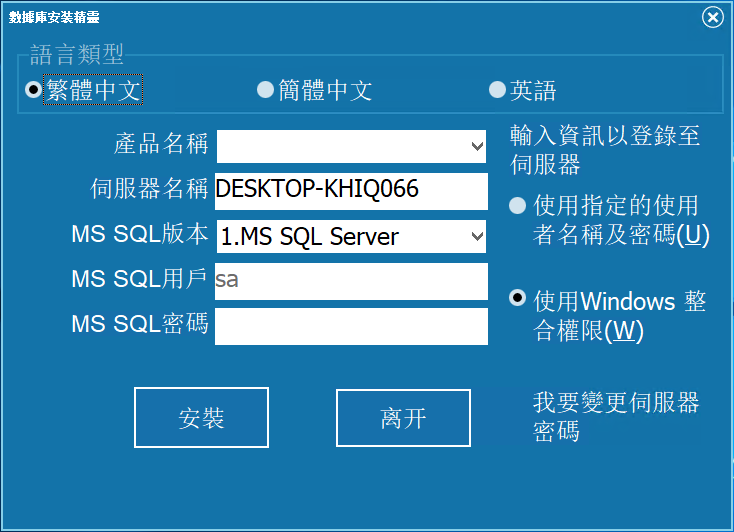 數據庫安裝精靈
語言類型
繁體中文
簡體中文
英語
產品名稱
伺服器名稱
DESKTOP-KHIQ066
MS SQL版本
1.MS SQL Server
MS SQL用戶
sa
MS SQL密碼
輸入資訊以登錄至
伺服器
使用指定的使用
者名稱及密碼(U)
使用Windows 整
合權限(W)
安裝
离开
我要變更伺服器
密碼